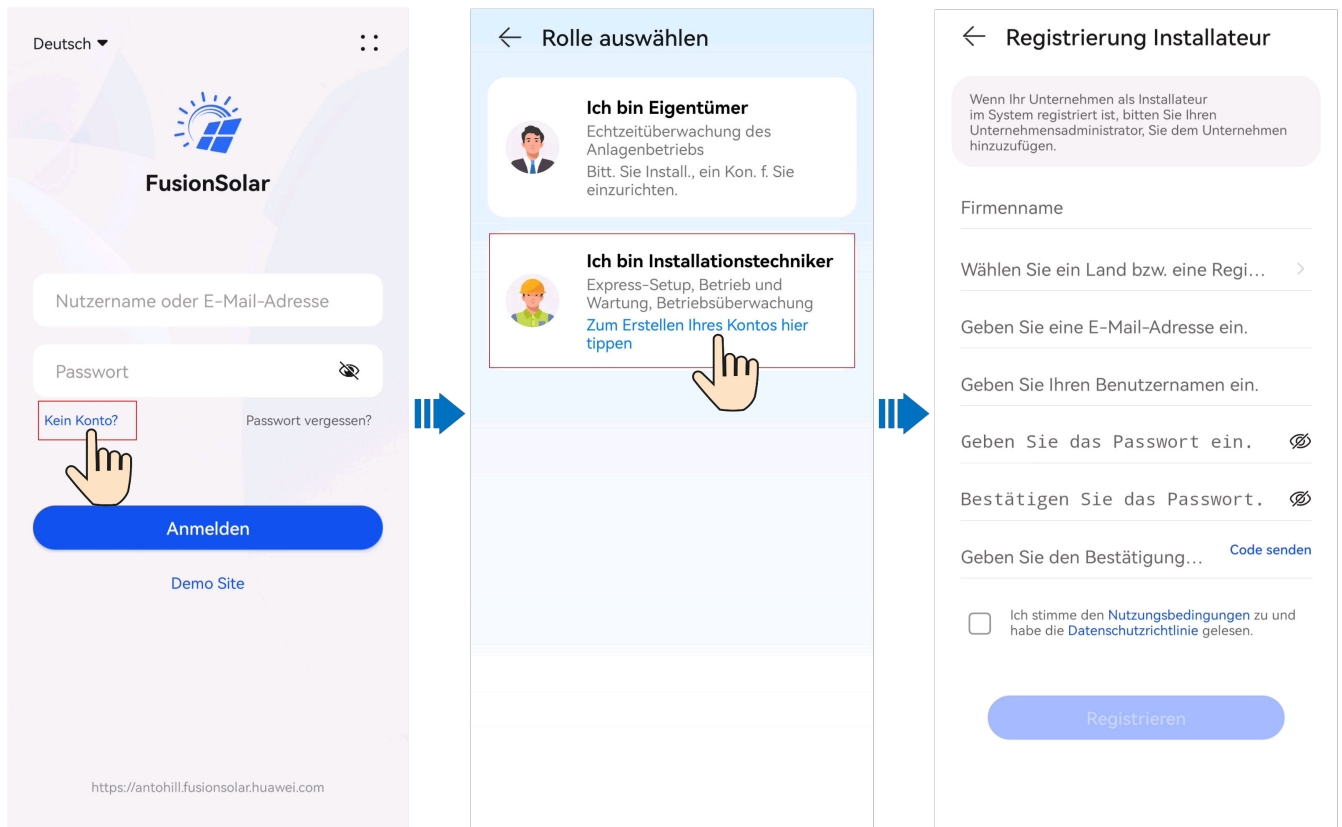 Deutsch
FusionSolar
Nutzername oder E-Mail-Adresse
Passwort
Kein Konto?
Passwort vergessen?
Anmelden
Demo Site
https://antohill.fusionsolar.huawei.com
Rolle auswählen
Ich bin Eigentümer
Echtzeitüberwachung des
Anlagenbetriebs
Bitt. Sie Install., ein Kon. f. Sie
einzurichten.
Ich bin Installationstechniker
Express-Setup, Betrieb und
Wartung, Betriebsüberwachung
Zum Erstellen Ihres Kontos hier
tippen
Registrierung Installateur
Wenn Ihr Unternehmen als Installateur
im System registriert ist, bitten Sie Ihren
Unternehmensadministrator, Sie dem Unternehmen
hinzuzufügen.
Firmenname
Wählen Sie ein Land bzw. eine Regi...
Geben Sie eine E-Mail-Adresse ein.
Geben Sie Ihren Benutzernamen ein.
Geben Sie das Passwort ein.
Bestätigen Sie das Passwort.
Geben Sie den Bestätigung...
Code senden
Ich stimme den Nutzungsbedingungen zu und
habe die Datenschutzrichtlinie gelesen.
Registrieren